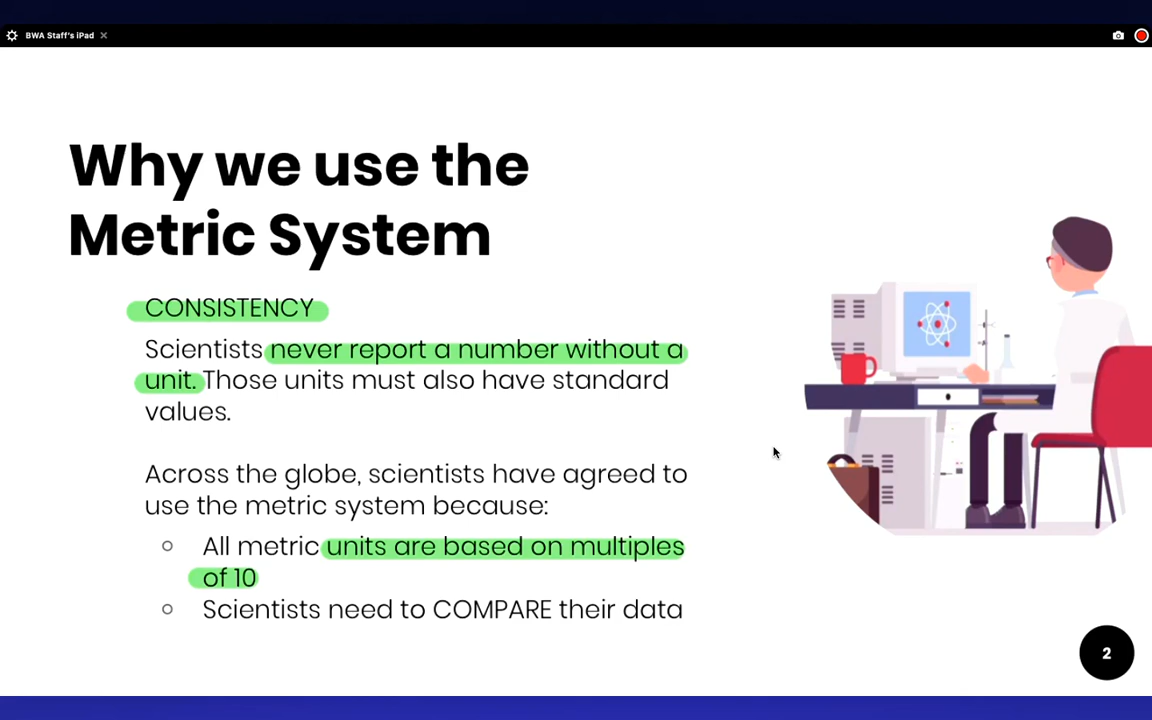 BWA Staff's iPad
Why we use the
Metric System
CONSISTENCY
Scientists never report a number without a
unit. Those units must also have standard
values.
Across the globe, scientists have agreed to
use the metric system because:
All metric units are based on multiples
of 10
Scientists need to COMPARE their data
2